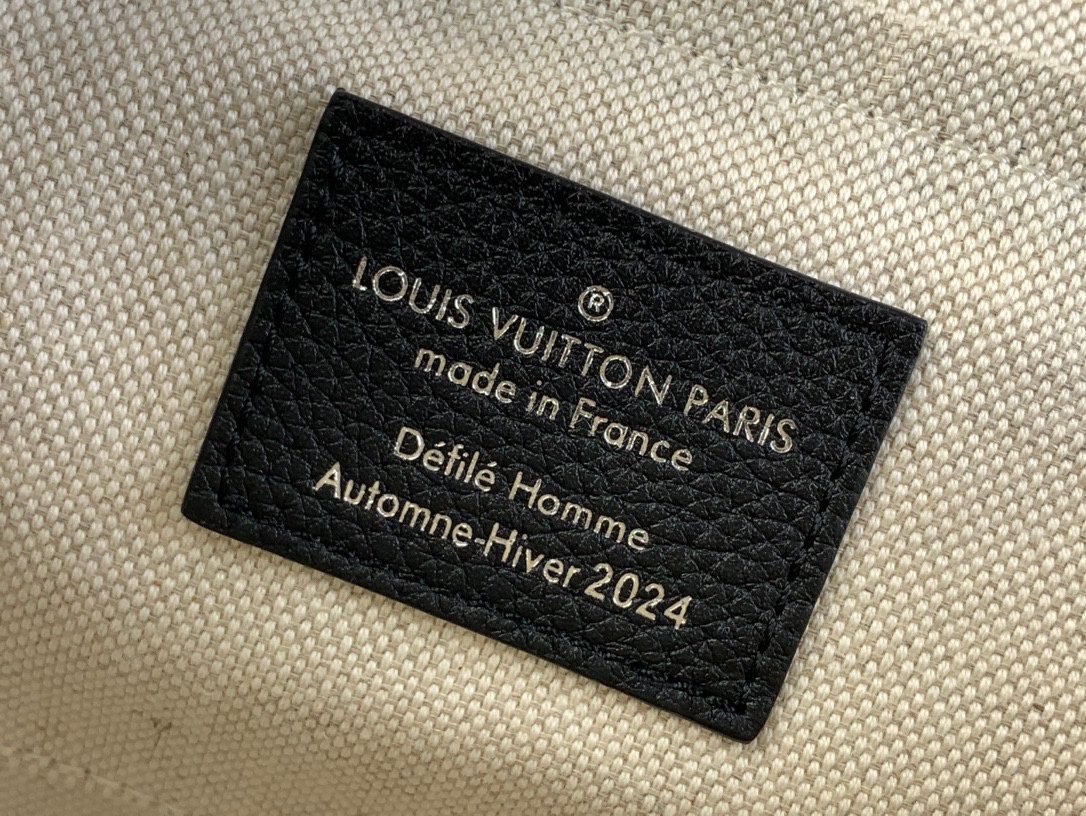 ®
LOUIS VUITTON PARIS
made in France
Défilé Homme
Automne-Hiver 2024